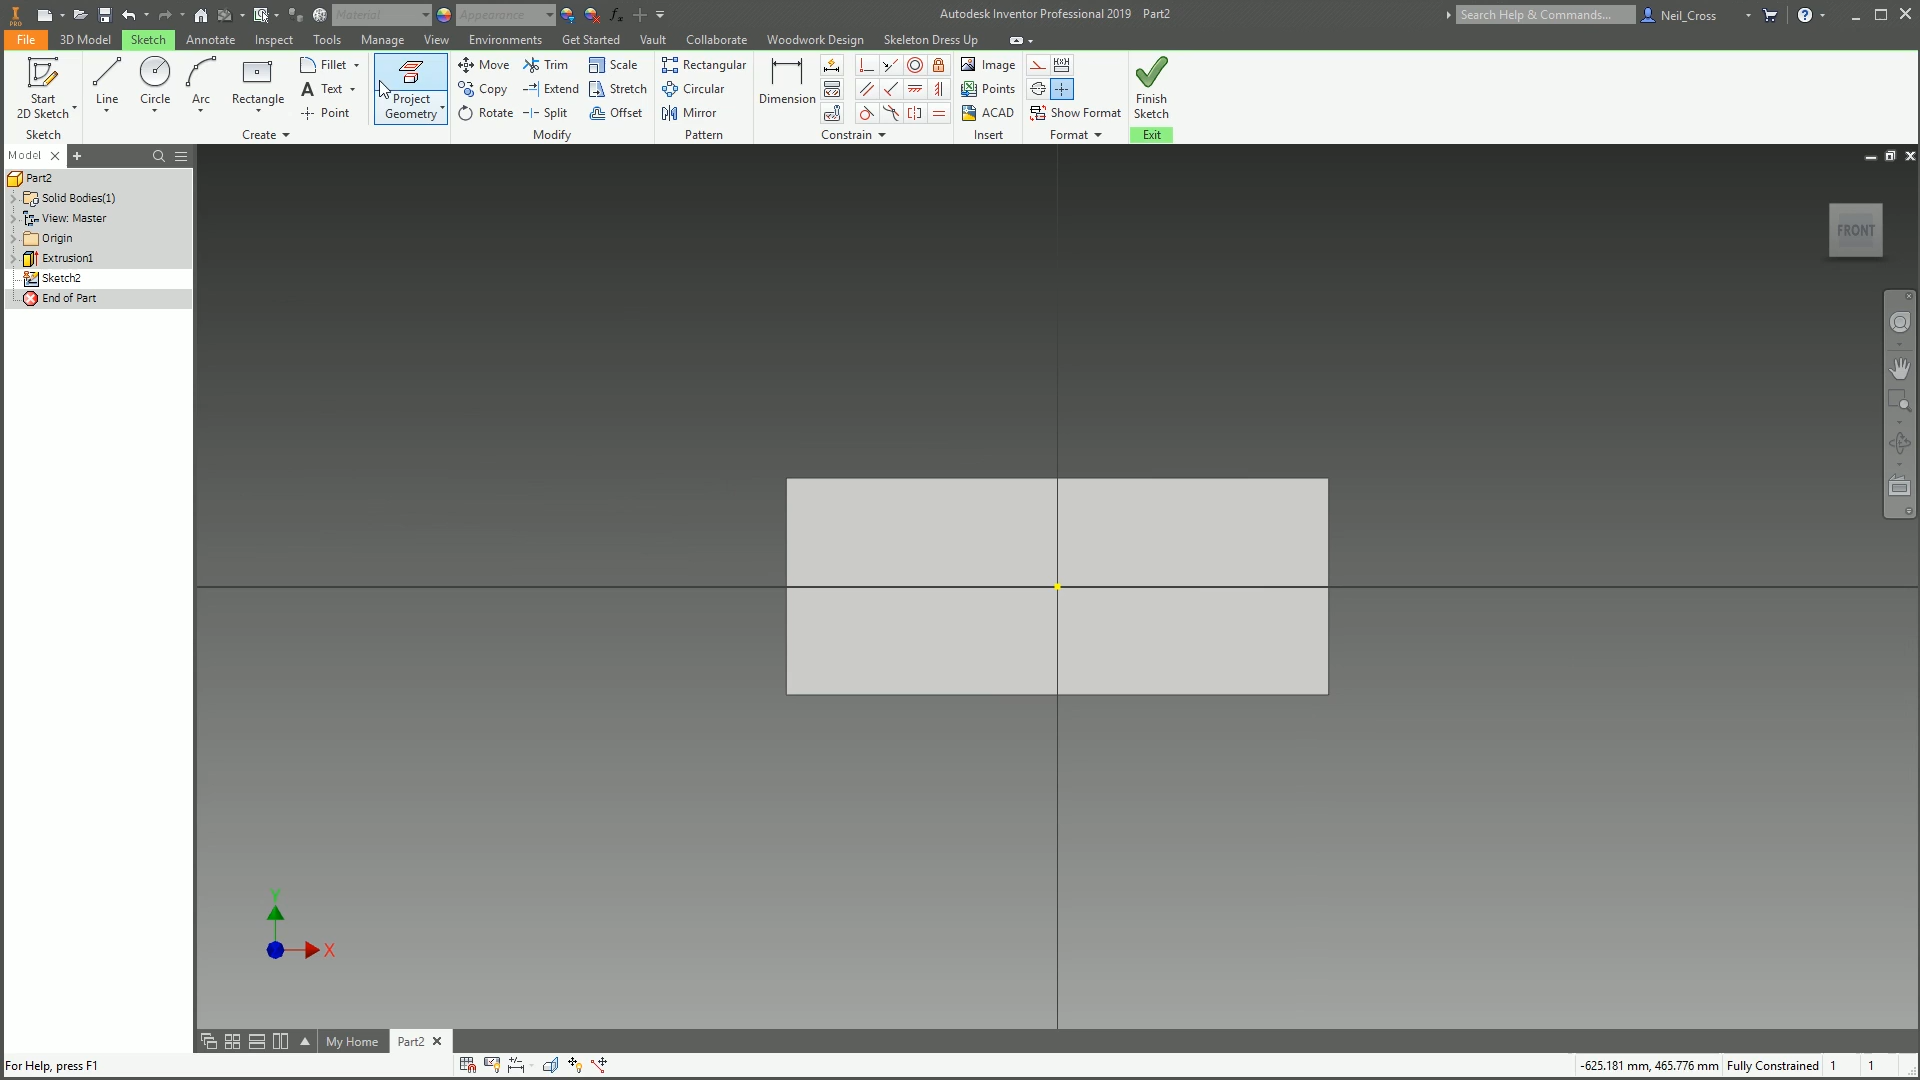 PRO
Material
Appearance
fx
Autodesk Inventor Professional 2019 Part2
Search Help & Commands...
Neil_Cross
File 3D Model Sketch Annotate Inspect Tools Manage View Environments Get Started Vault Collaborate Woodwork Design Skeleton Dress Up
Start
2D Sketch
Line
Circle
Arc
Rectangle
Fillet
A Text
Point
Project
Geometry
Move
Copy
Rotate
Trim
Extend
Split
Scale
Stretch
Offset
Rectangular
Circular
Mirror
Dimension
Image
Points
ACAD
Show Format
Finish
Sketch
Sketch
Create
Modify
Pattern
Constrain
Insert
Format
Exit
Model
Part2
Solid Bodies(1)
View: Master
Origin
Extrusion1
Sketch2
End of Part
FRONT
Y
X
My Home
Part2
For Help, press F1
-625.181 mm, 465.776 mm Fully Constrained 1 1